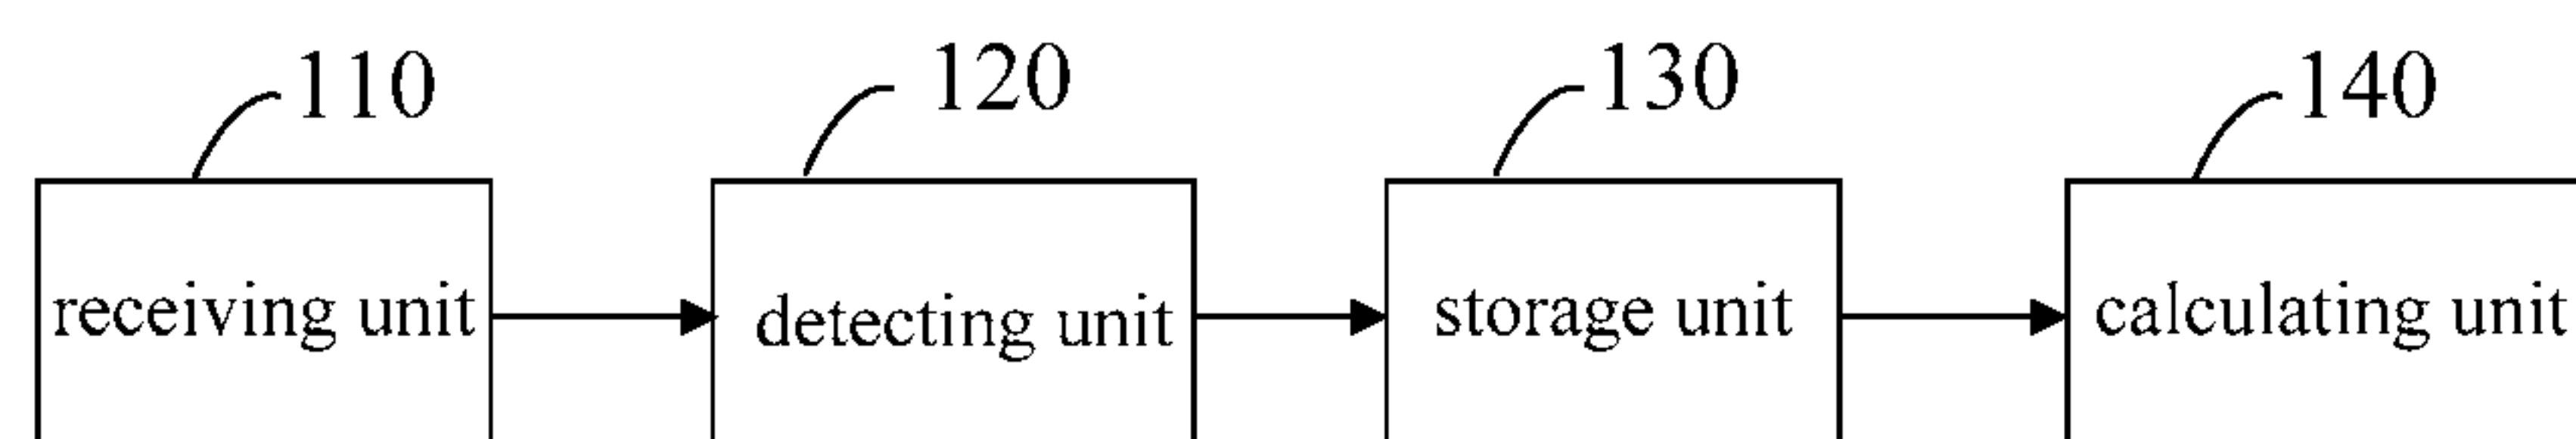 110 120 130 140
receiving unit detecting unit storage unit calculating unit